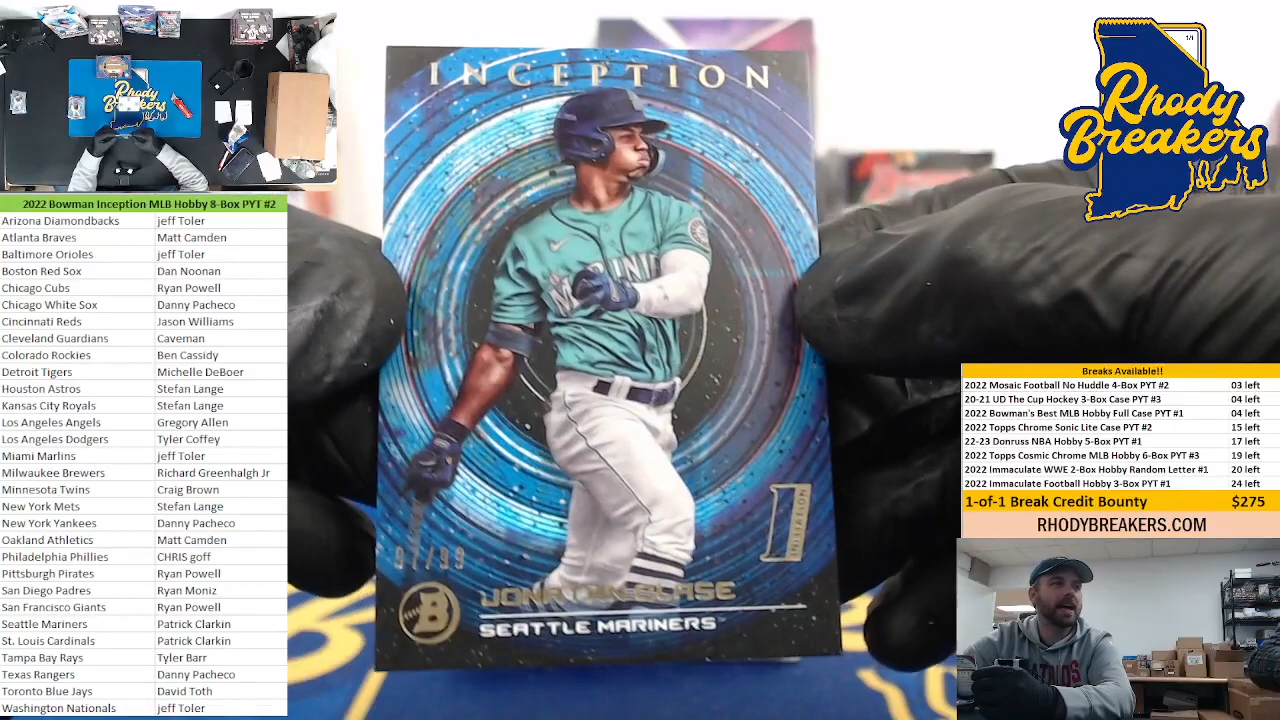 2022 Bowman Inception MLB Hobby 8-Box PYT #2
Arizona Diamondbacks jeff Toler
Atlanta Braves Matt Camden
Baltimore Orioles jeff Toler
Boston Red Sox Dan Noonan
Chicago Cubs Ryan Powell
Chicago White Sox Danny Pacheco
Cincinnati Reds Jason Williams
Cleveland Guardians Caveman
Colorado Rockies Ben Cassidy
Detroit Tigers Michelle DeBoer
Houston Astros Stefan Lange
Kansas City Royals Stefan Lange
Los Angeles Angels Gregory Allen
Los Angeles Dodgers Tyler Coffey
Miami Marlins jeff Toler
Milwaukee Brewers Richard Greenhalgh Jr
Minnesota Twins Craig Brown
New York Mets Stefan Lange
New York Yankees Danny Pacheco
Oakland Athletics Matt Camden
Philadelphia Phillies CHRIS goff
Pittsburgh Pirates Ryan Powell
San Diego Padres Ryan Moniz
San Francisco Giants Ryan Powell
Seattle Mariners Patrick Clarkin
St. Louis Cardinals Patrick Clarkin
Tampa Bay Rays Tyler Barr
Texas Rangers Danny Pacheco
Toronto Blue Jays David Toth
Washington Nationals jeff Toler
Rhody
Breakers
INCEPTION
97/99
B
JONATAN CLASE
SEATTLE MARINERS
1/1
Rhody
Breakers
Breaks Available!!
2022 Mosaic Football No Huddle 4-Box PYT #2 03 left
20-21 UD The Cup Hockey 3-Box Case PYT #3 04 left
2022 Bowman's Best MLB Hobby Full Case PYT #1 04 left
2022 Topps Chrome Sonic Lite Case PYT #2 15 left
22-23 Donruss NBA Hobby 5-Box PYT #1 17 left
2022 Topps Cosmic Chrome MLB Hobby 6-Box PYT #3 19 left
2022 Immaculate WWE 2-Box Hobby Random Letter #1 20 left
2022 Immaculate Football Hobby 3-Box PYT #1 24 left
1-of-1 Break Credit Bounty $275
RHODYBREAKERS.COM